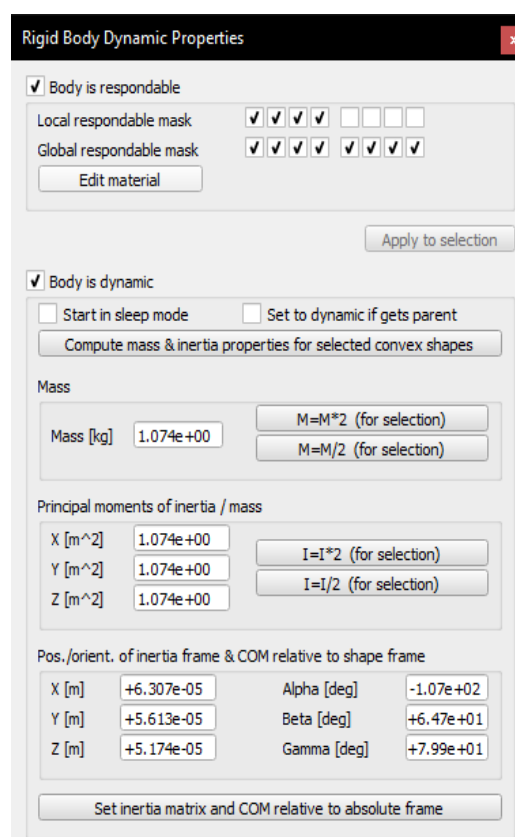 Rigid Body Dynamic Properties
Body is respondable
Local respondable mask
Global respondable mask
Edit material
Apply to selection
Body is dynamic
Start in sleep mode Set to dynamic if gets parent
Compute mass & inertia properties for selected convex shapes
Mass
Mass [kg] 1.074e+00 M=M*2 (for selection)
M=M/2 (for selection)
Principal moments of inertia / mass
X [m^2] 1.074e+00
Y [m^2] 1.074e+00
Z [m^2] 1.074e+00
I=I*2 (for selection)
I=I/2 (for selection)
Pos./orient. of inertia frame & COM relative to shape frame
X [m] +6.307e-05 Alpha [deg] -1.07e+02
Y [m] +5.613e-05 Beta [deg] +6.47e+01
Z [m] +5.174e-05 Gamma [deg] +7.99e+01
Set inertia matrix and COM relative to absolute frame